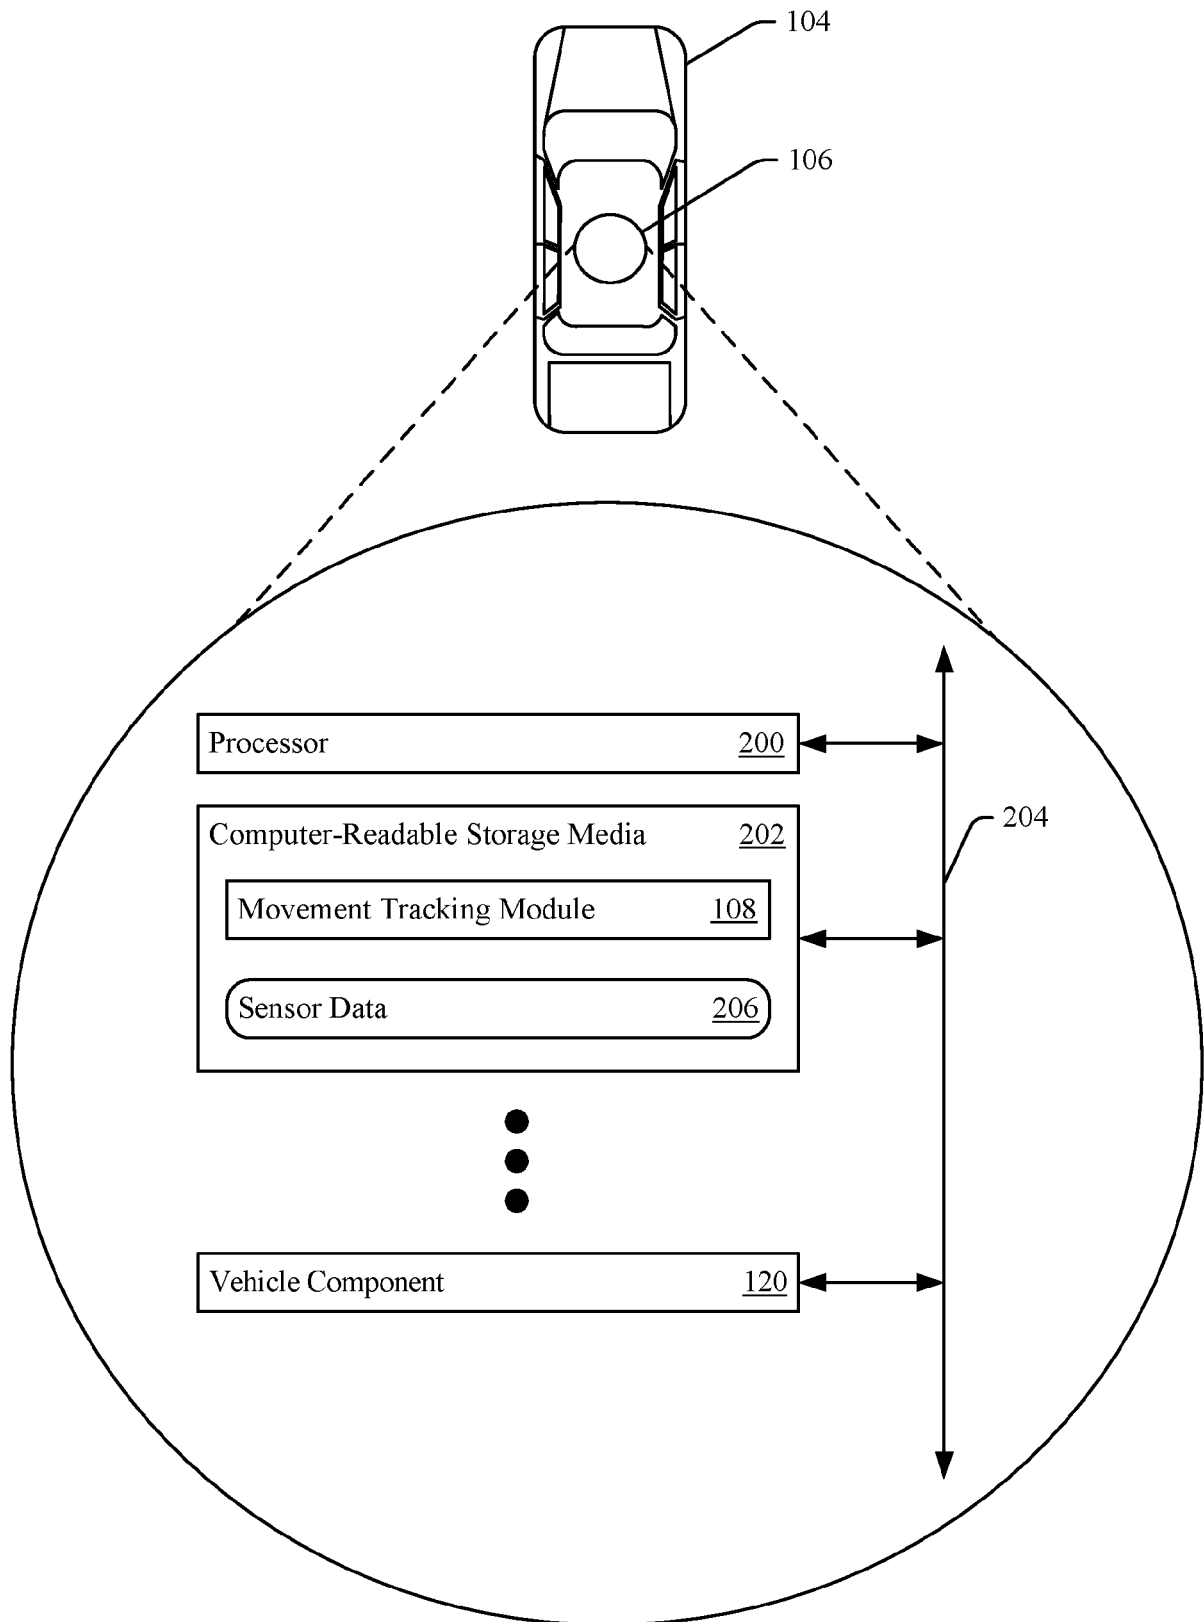 104
106
Processor 200
204
Computer-Readable Storage Media 202
Movement Tracking Module 108
Sensor Data 206
Vehicle Component 120